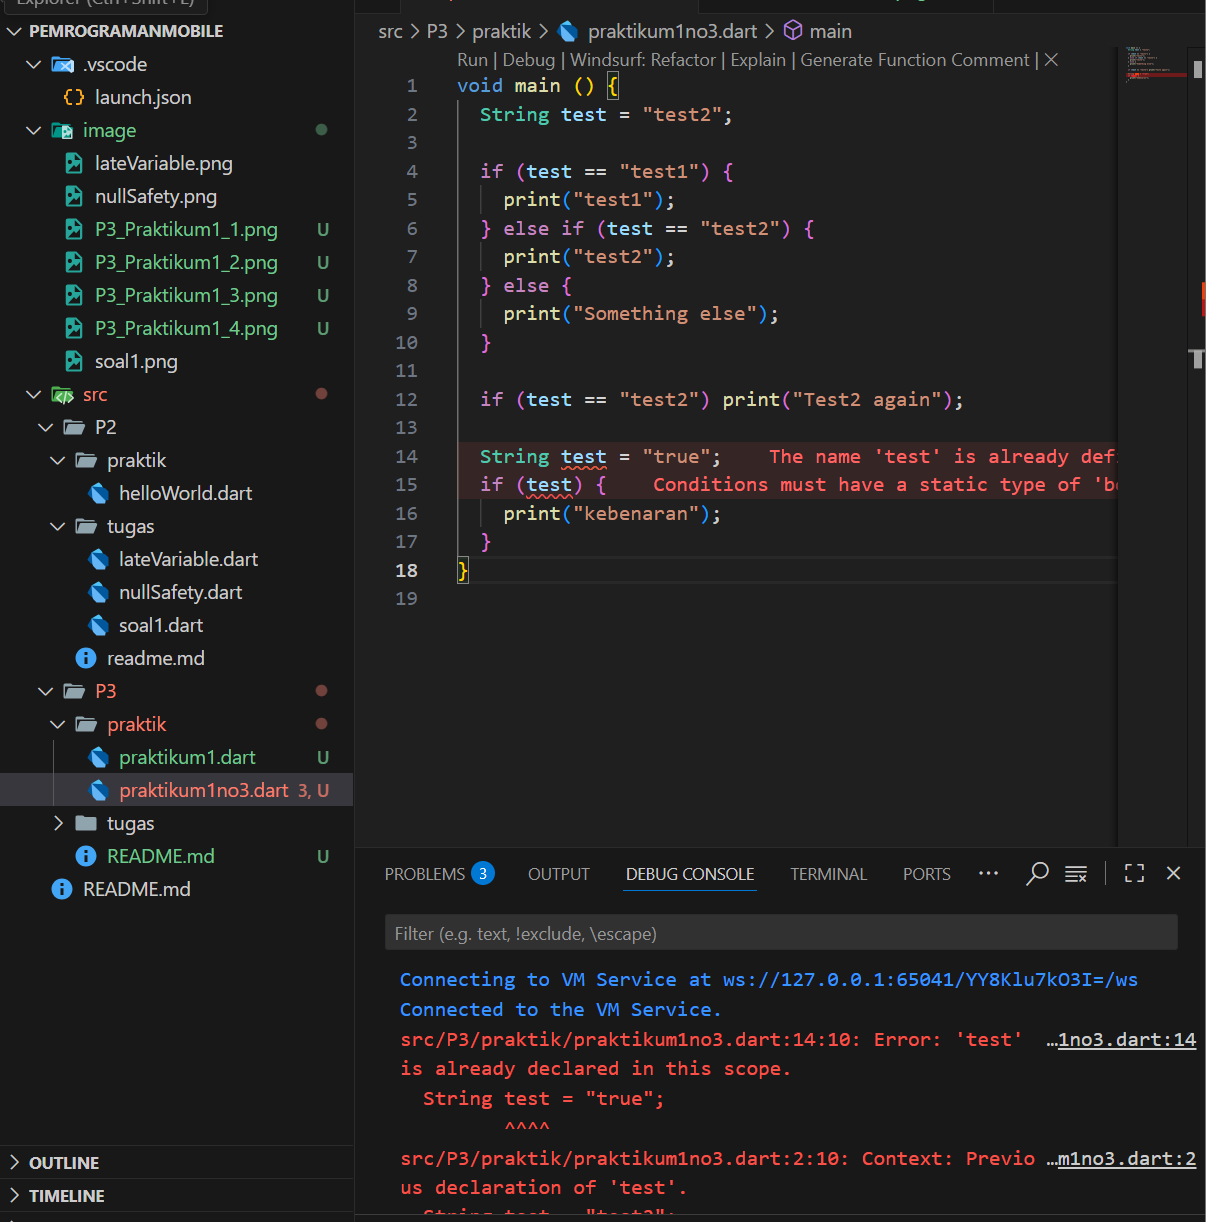 Explorer (Ctrl+Shift+E)
PEMROGRAMANMOBILE
.vscode
launch.json
image
lateVariable.png
nullSafety.png
P3_Praktikum1_1.png U
P3_Praktikum1_2.png U
P3_Praktikum1_3.png U
P3_Praktikum1_4.png U
soal1.png
src
P2
praktik
helloWorld.dart
tugas
lateVariable.dart
nullSafety.dart
soal1.dart
readme.md
P3
praktik
praktikum1.dart U
praktikum1no3.dart 3, U
tugas
README.md U
README.md
OUTLINE
TIMELINE
src > P3 > praktik > praktikum1no3.dart > main
Run | Debug | Windsurf: Refactor | Explain | Generate Function Comment | ×
1 void main () {
2 String test = "test2";
3
4 if (test == "test1") {
5 print("test1");
6 } else if (test == "test2") {
7 print("test2");
8 } else {
9 print("Something else");
10 }
11
12 if (test == "test2") print("Test2 again");
13
14 String test = "true"; The name 'test' is already def
15 if (test) { Conditions must have a static type of 'b
16 print("kebenaran");
17 }
18 }
19
PROBLEMS 3 OUTPUT DEBUG CONSOLE TERMINAL PORTS ...
Filter (e.g. text, !exclude, \escape)
Connecting to VM Service at ws://127.0.0.1:65041/YY8Klu7kO3I=/ws
Connected to the VM Service.
src/P3/praktik/praktikum1no3.dart:14:10: Error: 'test' …1no3.dart:14
is already declared in this scope.
String test = "true";
^^^^
src/P3/praktik/praktikum1no3.dart:2:10: Context: Previo …m1no3.dart:2
us declaration of 'test'.
String test = "test2";